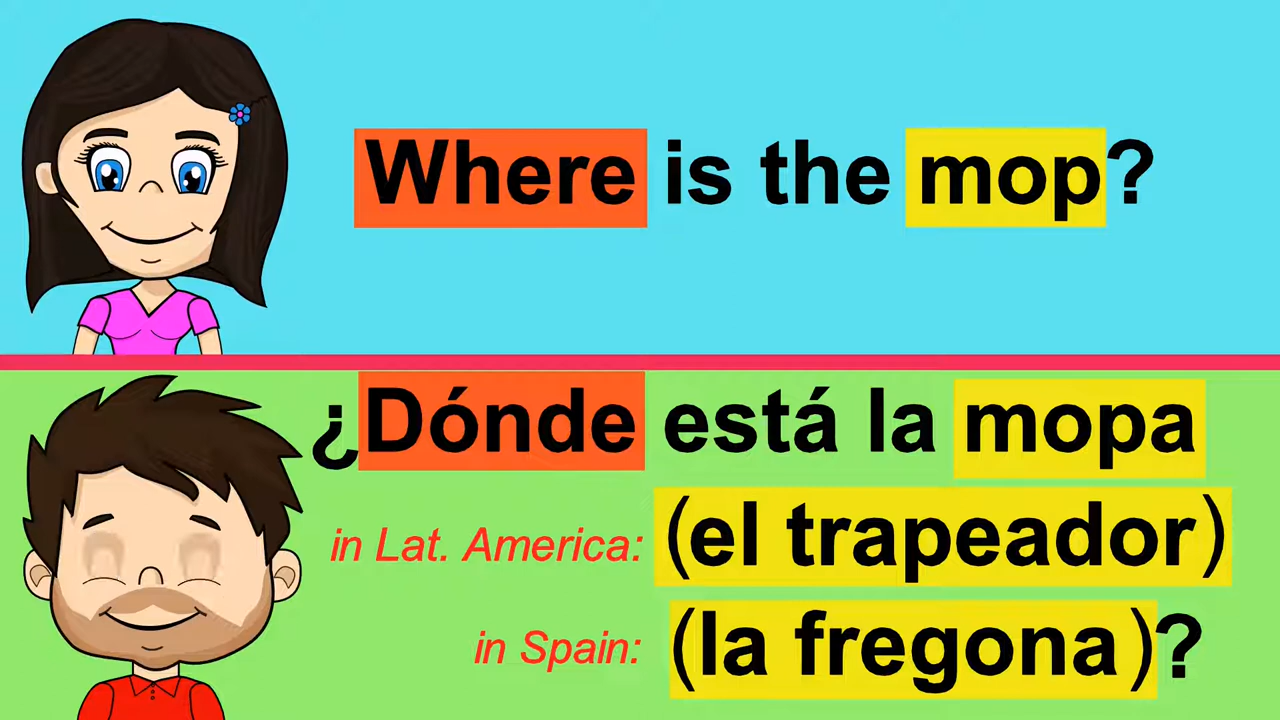 Where is the mop?
¿Dónde está la mopa
in Lat. America: (el trapeador)
in Spain: (la fregona)?